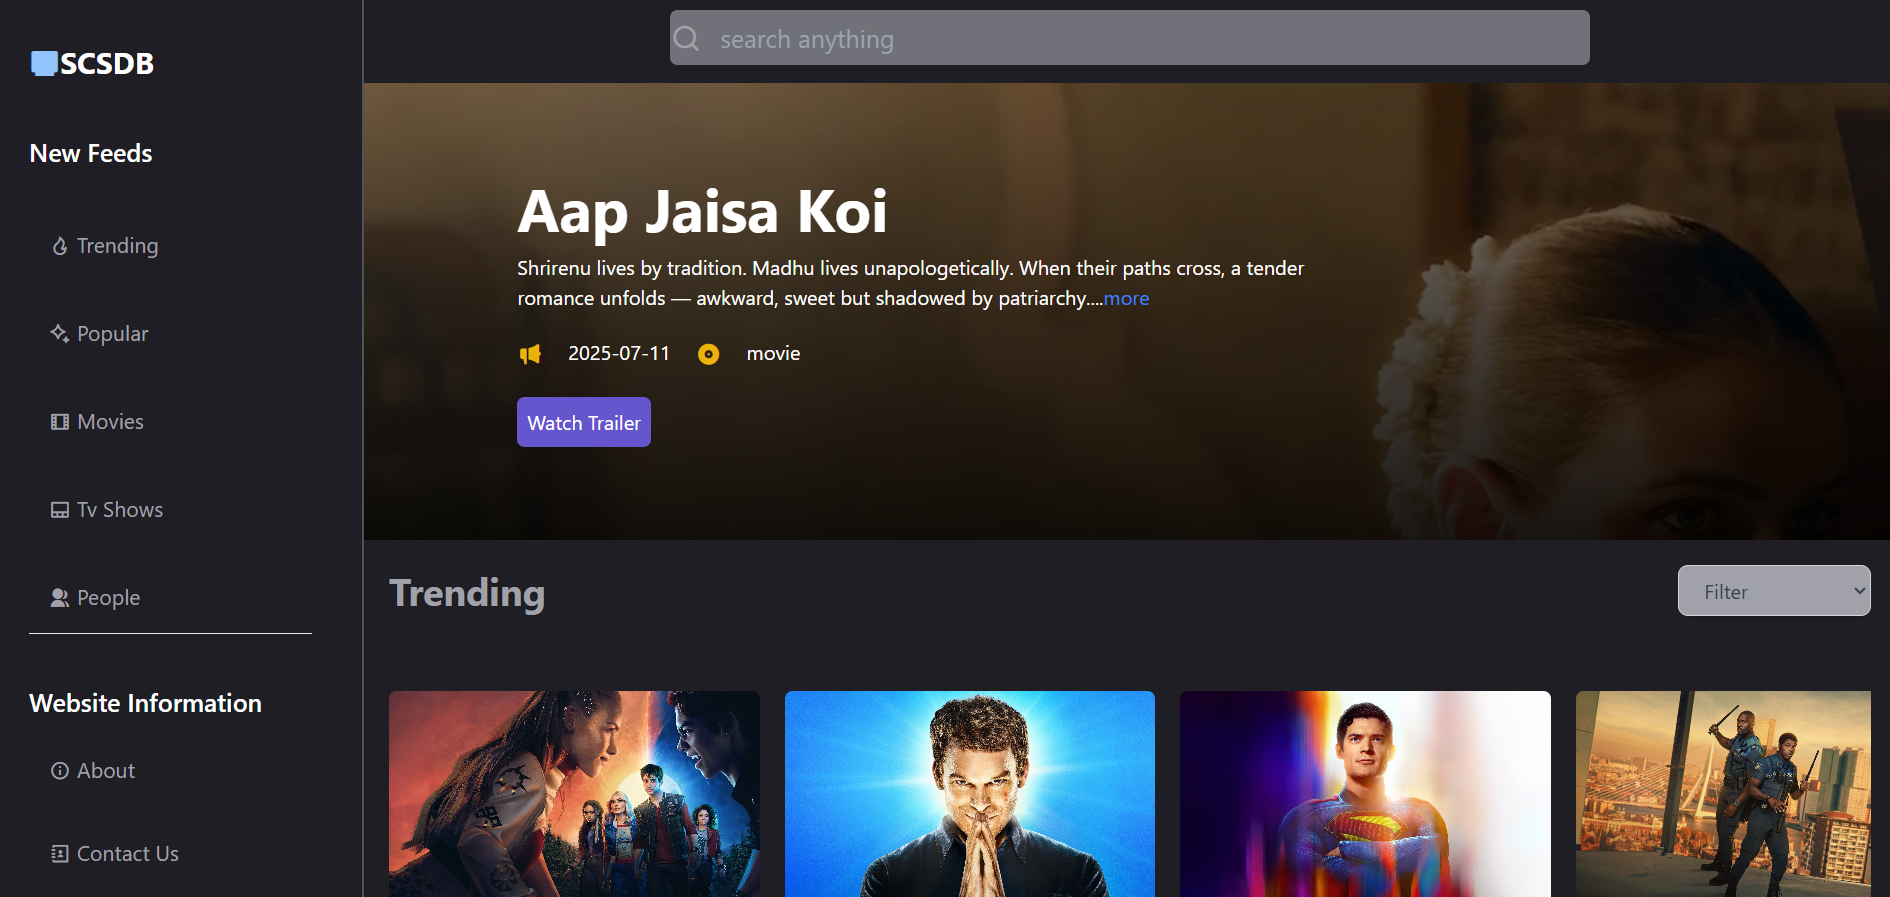 SCSDB
New Feeds
Trending
Popular
Movies
Tv Shows
People
Website Information
About
Contact Us
search anything
Aap Jaisa Koi
Shrirenu lives by tradition. Madhu lives unapologetically. When their paths cross, a tender
romance unfolds — awkward, sweet but shadowed by patriarchy....more
2025-07-11 movie
Watch Trailer
Trending
Filter